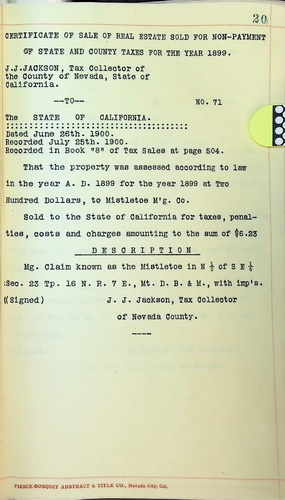 20
CERTIFICATE OF SALE OF REAL ESTATE SOLD FOR NON-PAYMENT
OF STATE AND COUNTY TAXES FOR THE YEAR 1899.
J.J.JACKSON, Tax Collector of
the County of Nevada, State of
California.
--TO-- NO. 71
The STATE OF CALIFORNIA.
::::::::::::::::::::::::::::::::::
Dated June 26th. 1900.
Recorded July 25th. 1900.
Recorded in Book "8" of Tax Sales at page 504.
That the property was assessed according to law
in the year A. D. 1899 for the year 1899 at Two
Hundred Dollars, to Mistletoe M'g. Co.
Sold to the State of California for taxes, penal-
ties, costs and charges amounting to the sum of $6.23
DESCRIPTION
Mg. Claim known as the Mistletoe in N ½ of S E ¼
Sec. 23 Tp. 16 N. R. 7 E., Mt. D. B. & M., with imp's.
((Signed) J. J. Jackson, Tax Collector
of Nevada County.
----
PIERCE-BOSQUIT ABSTRACT & TITLE CO., Nevada City, Cal.